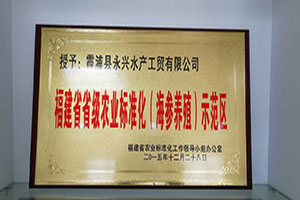 授予：霞浦县永兴水产工贸有限公司
福建省省级农业标准化（海参养殖）示范区
福建省农业标准化工作领导小组办公室
二〇一五年十二月二十八日